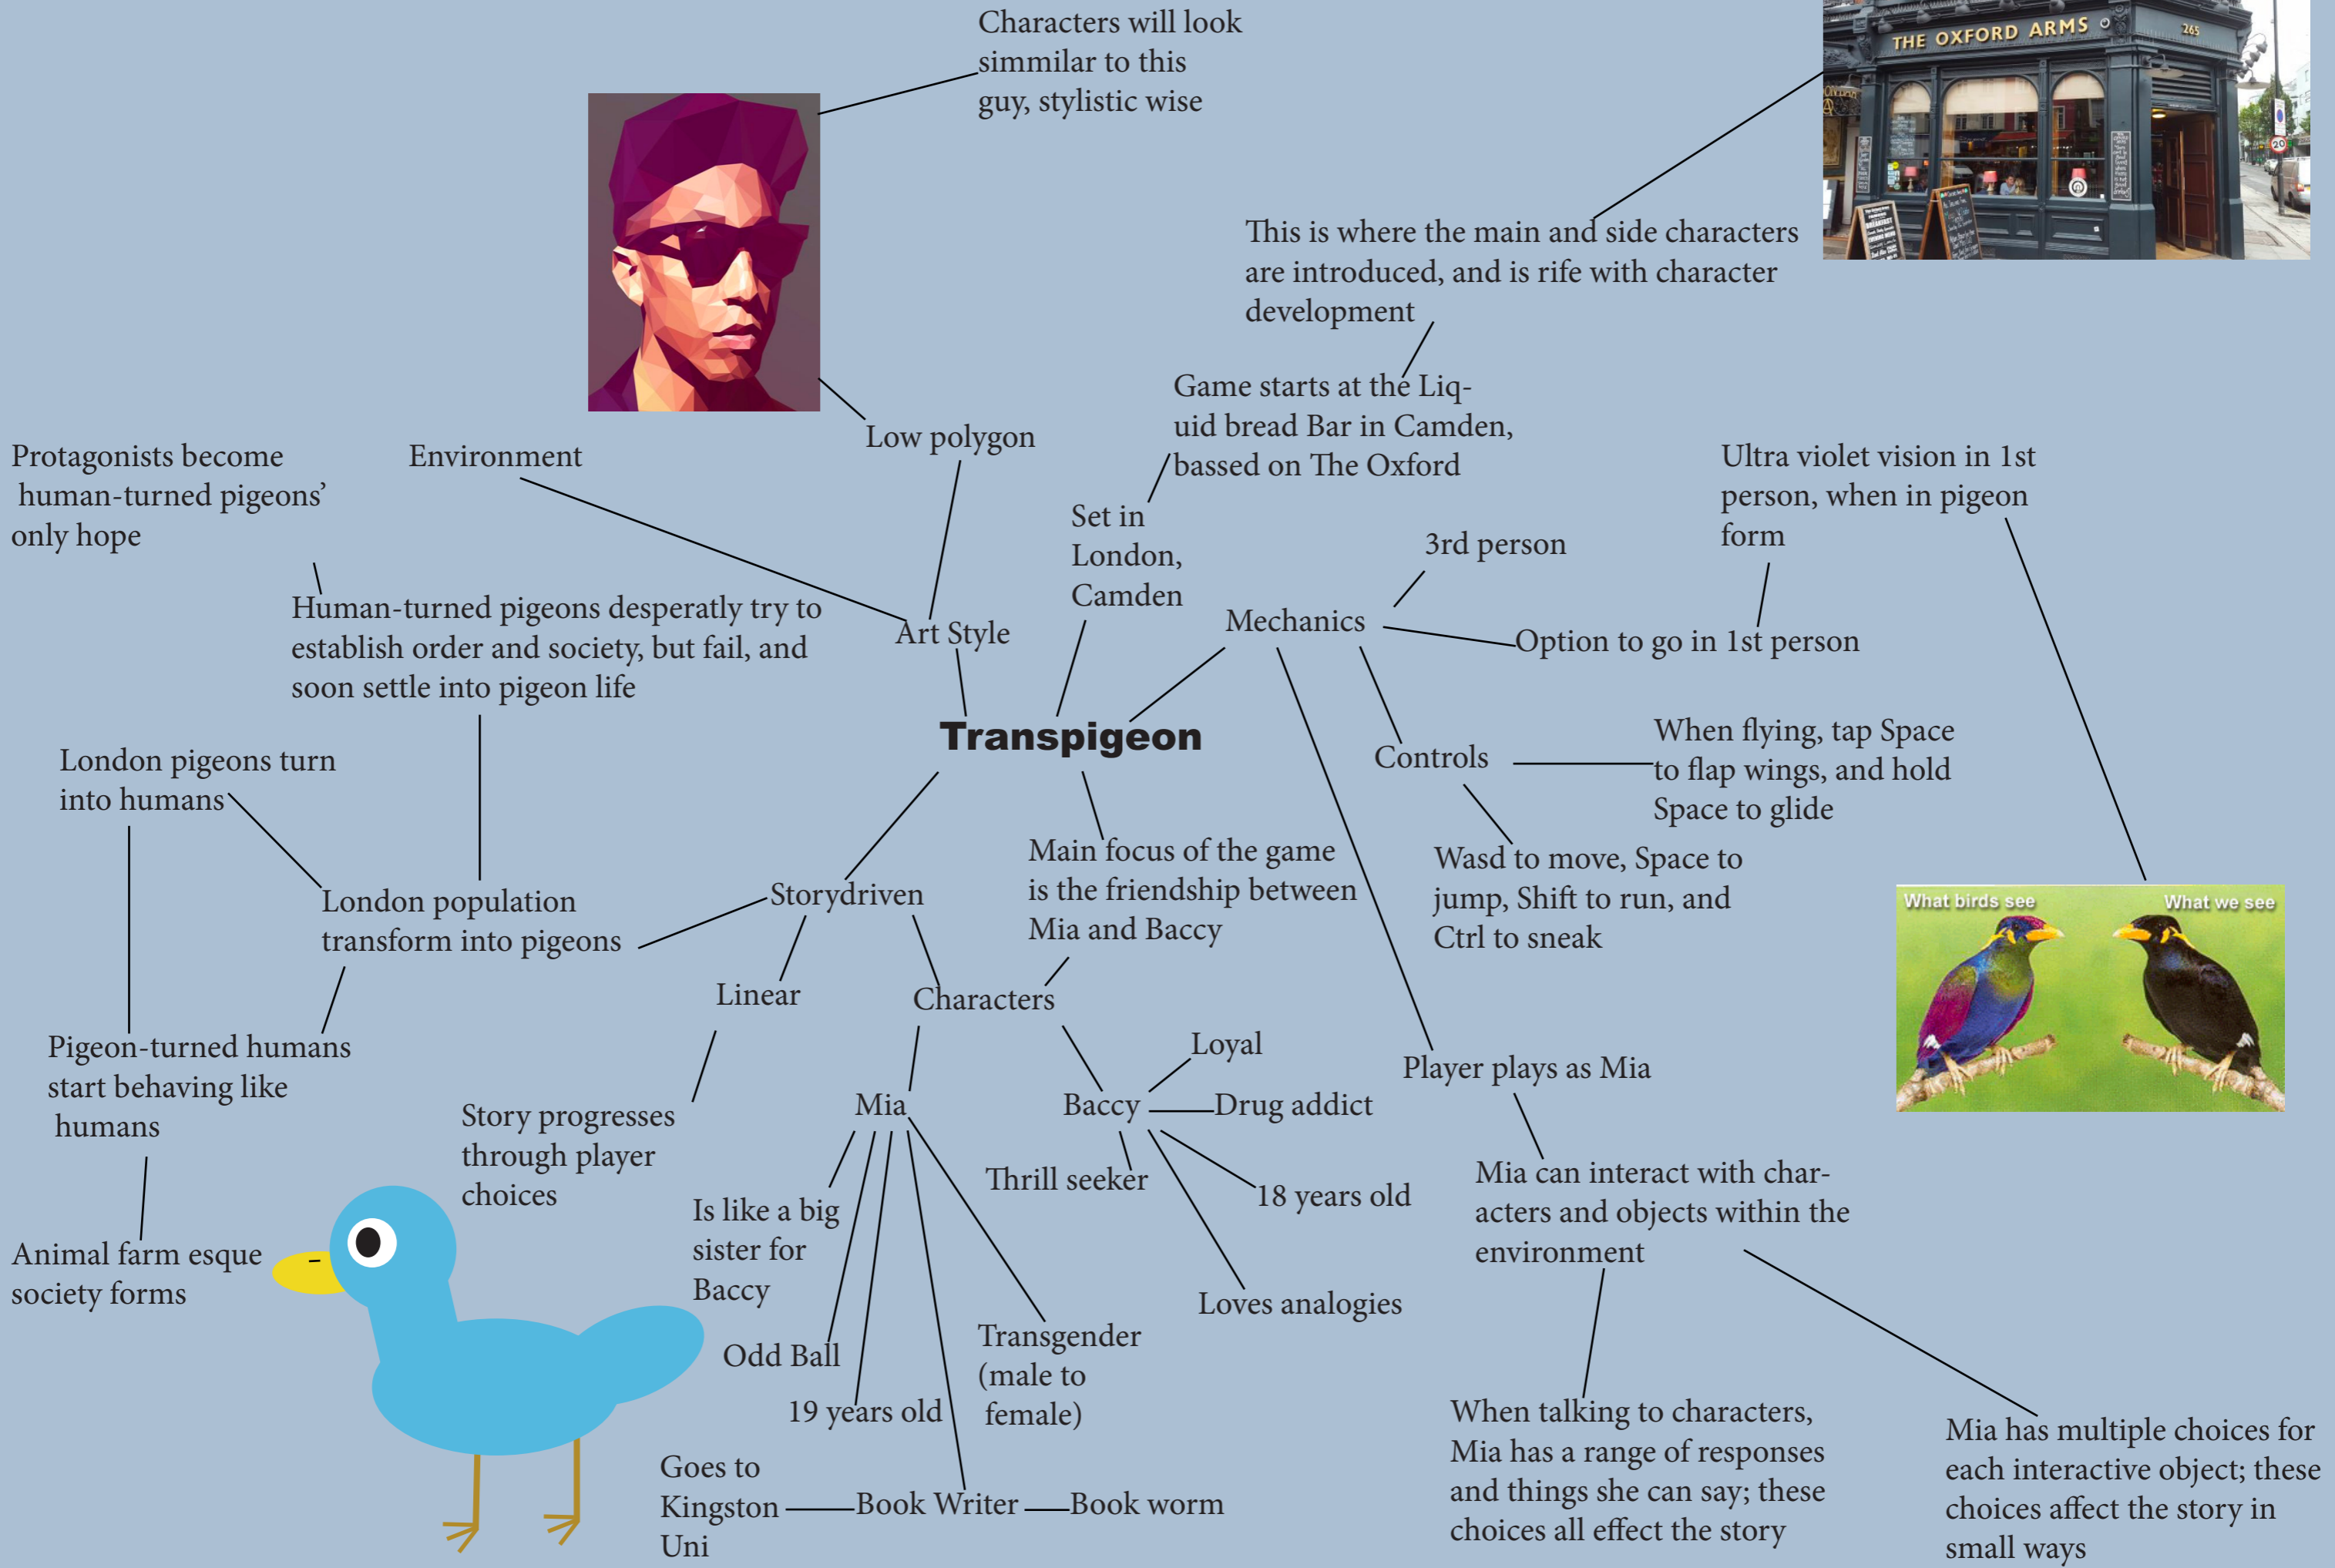 Characters will look
simmilar to this
guy, stylistic wise
THE OXFORD ARMS
265
20
BREAKFAST
This is where the main and side characters
are introduced, and is rife with character
development
Game starts at the Liq-
uid bread Bar in Camden,
bassed on The Oxford
Low polygon
Environment
Protagonists become
human-turned pigeons’
only hope
Ultra violet vision in 1st
person, when in pigeon
form
Set in
London,
Camden
3rd person
Human-turned pigeons desperatly try to
establish order and society, but fail, and
soon settle into pigeon life
Art Style
Mechanics
Option to go in 1st person
Transpigeon
London pigeons turn
into humans
Controls
When flying, tap Space
to flap wings, and hold
Space to glide
Main focus of the game
is the friendship between
Mia and Baccy
Wasd to move, Space to
jump, Shift to run, and
Ctrl to sneak
Storydriven
London population
transform into pigeons
What birds see
What we see
Linear
Characters
Pigeon-turned humans
start behaving like
humans
Loyal
Player plays as Mia
Story progresses
through player
choices
Mia
Baccy
Drug addict
Thrill seeker
18 years old
Mia can interact with char-
acters and objects within the
environment
Is like a big
sister for
Baccy
Animal farm esque
society forms
Loves analogies
Odd Ball
Transgender
(male to
female)
19 years old
When talking to characters,
Mia has a range of responses
and things she can say; these
choices all effect the story
Mia has multiple choices for
each interactive object; these
choices affect the story in
small ways
Goes to
Kingston
Uni
Book Writer
Book worm